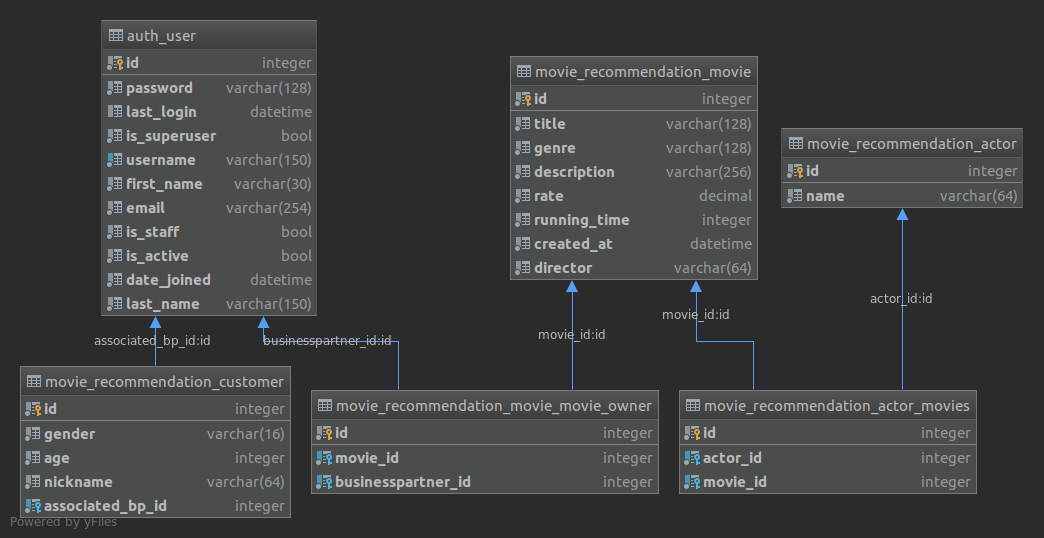 auth_user
id integer
password varchar(128)
last_login datetime
is_superuser bool
username varchar(150)
first_name varchar(30)
email varchar(254)
is_staff bool
is_active bool
date_joined datetime
last_name varchar(150)
movie_recommendation_movie
id integer
title varchar(128)
genre varchar(128)
description varchar(256)
rate decimal
running_time integer
created_at datetime
director varchar(64)
movie_recommendation_actor
id integer
name varchar(64)
associated_bp_id:id
businesspartner_id:id
movie_id:id
movie_id:id
actor_id:id
movie_recommendation_customer
id integer
gender varchar(16)
age integer
nickname varchar(64)
associated_bp_id integer
movie_recommendation_movie_movie_owner
id integer
movie_id integer
businesspartner_id integer
movie_recommendation_actor_movies
id integer
actor_id integer
movie_id integer
Powered by yFiles